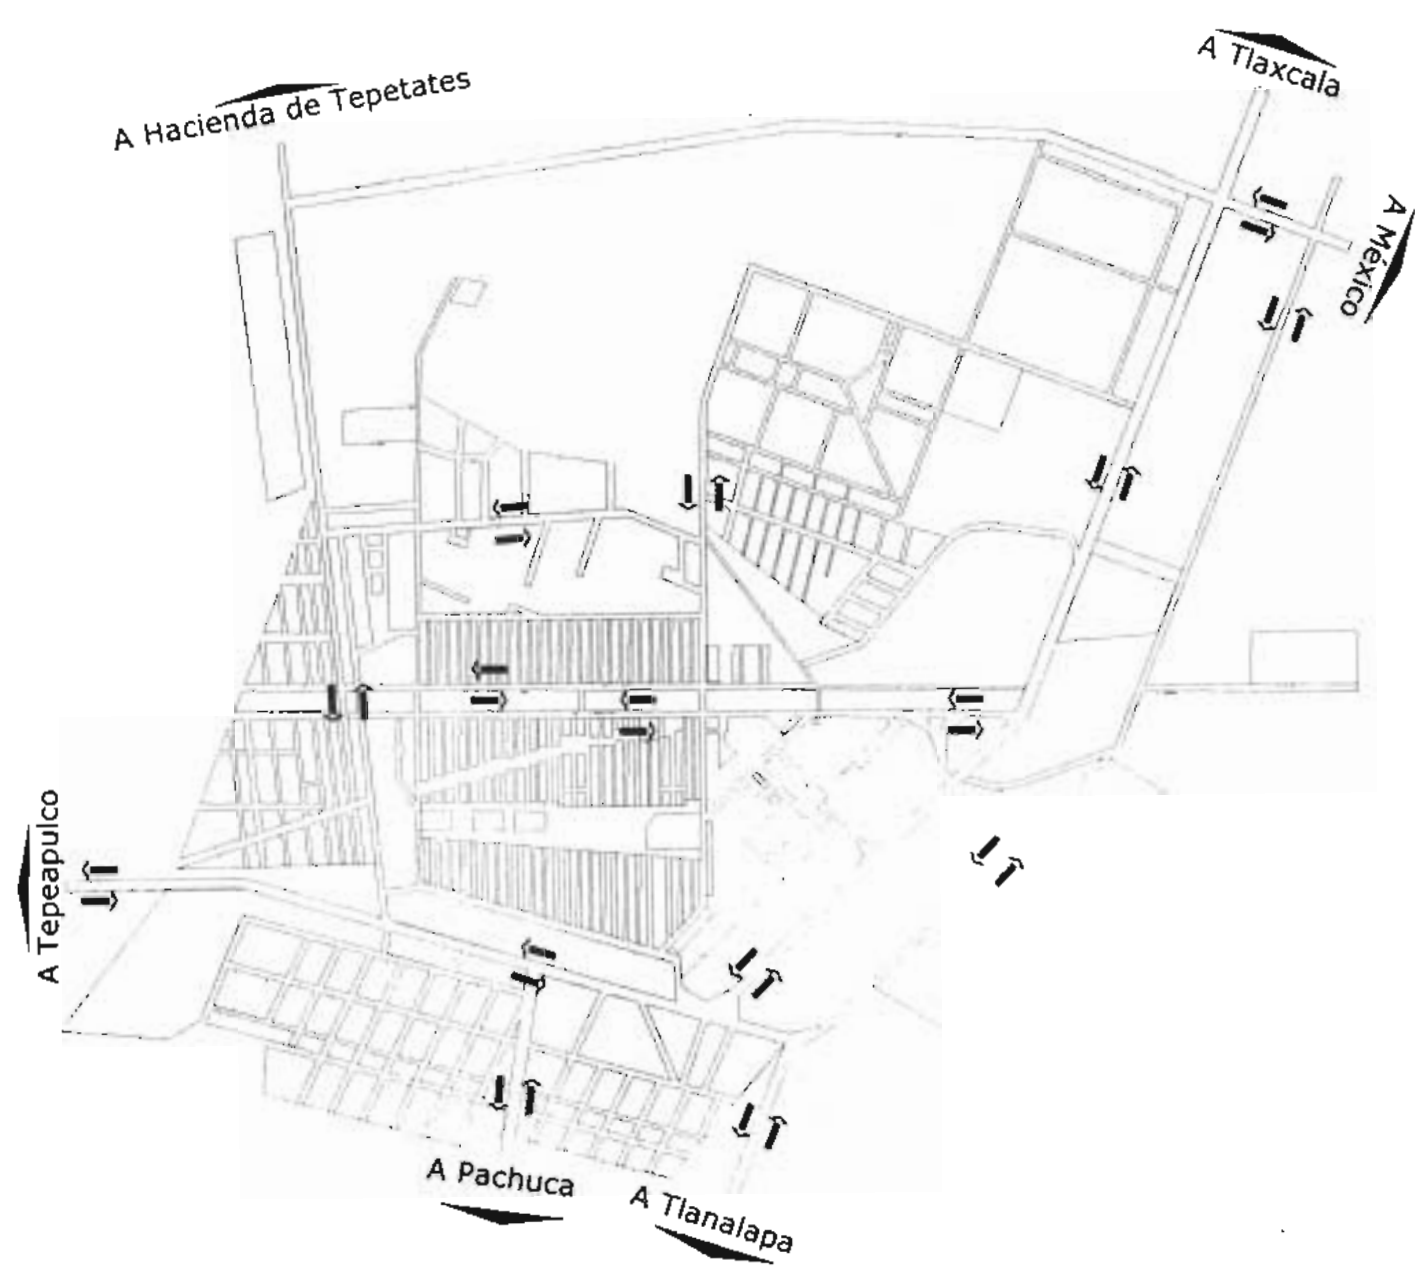 A Tlaxcala
A Hacienda de Tepetates
A México
A Tepeapulco
A Pachuca
A Tlanalapa